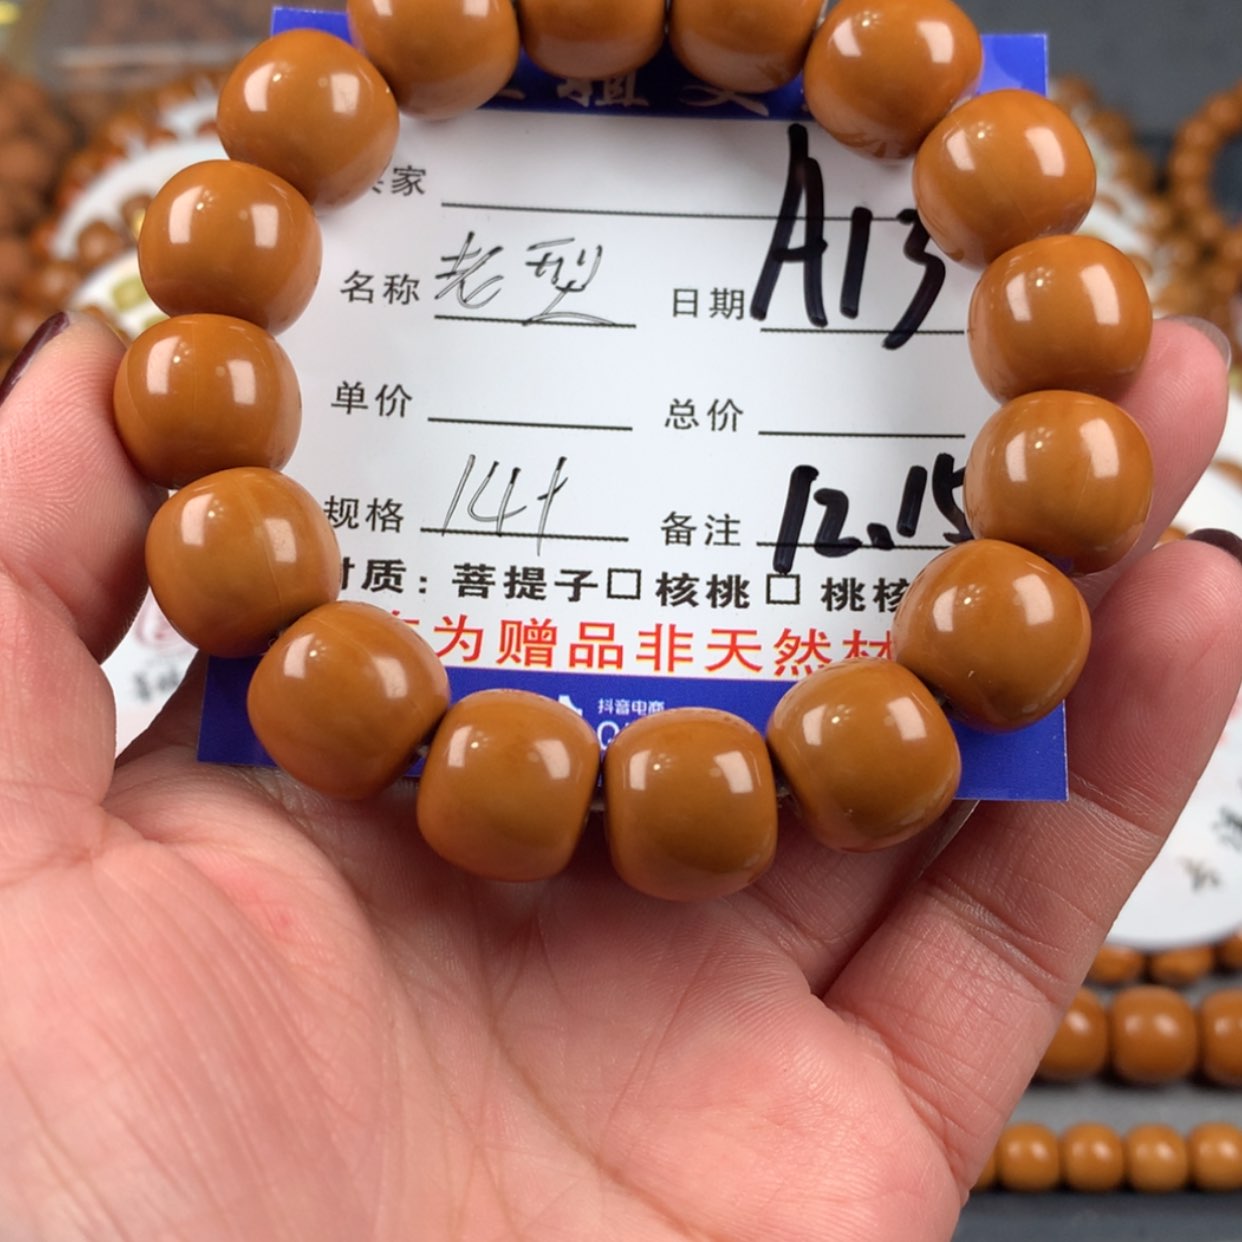 家
名称 老型 日期 A13
单价 总价
规格 14+ 备注 12.15
材质：菩提子□ 核桃□ 桃核
为赠品非天然材
抖音电商